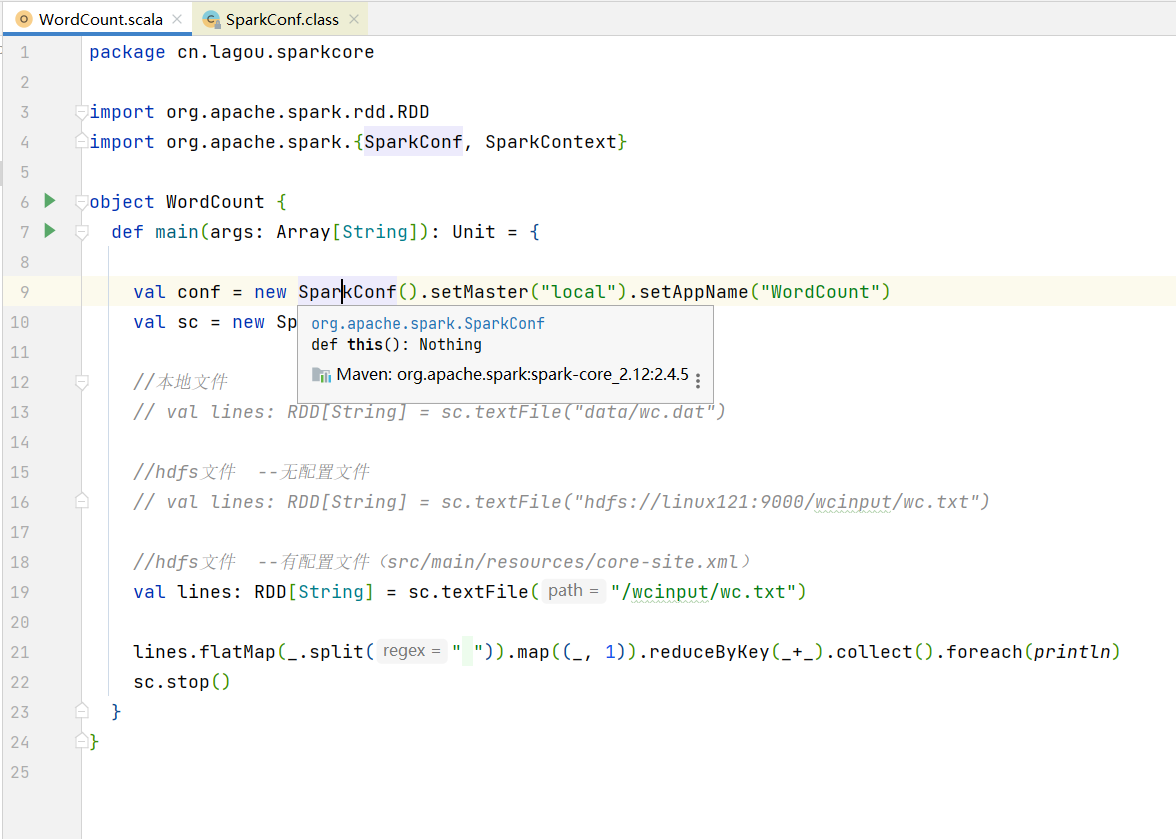 WordCount.scala SparkConf.class
1 package cn.lagou.sparkcore
2
3 import org.apache.spark.rdd.RDD
4 import org.apache.spark.{SparkConf, SparkContext}
5
6 object WordCount {
7 def main(args: Array[String]): Unit = {
8
9 val conf = new SparkConf().setMaster("local").setAppName("WordCount")
10 val sc = new Sp
org.apache.spark.SparkConf
def this(): Nothing
Maven: org.apache.spark:spark-core_2.12:2.4.5
11
12 //本地文件
13 // val lines: RDD[String] = sc.textFile("data/wc.dat")
14
15 //hdfs文件 --无配置文件
16 // val lines: RDD[String] = sc.textFile("hdfs://linux121:9000/wcinput/wc.txt")
17
18 //hdfs文件 --有配置文件（src/main/resources/core-site.xml）
19 val lines: RDD[String] = sc.textFile( path = "/wcinput/wc.txt")
20
21 lines.flatMap(_.split( regex = " ")).map((_, 1)).reduceByKey(_+_).collect().foreach(println)
22 sc.stop()
23 }
24 }
25